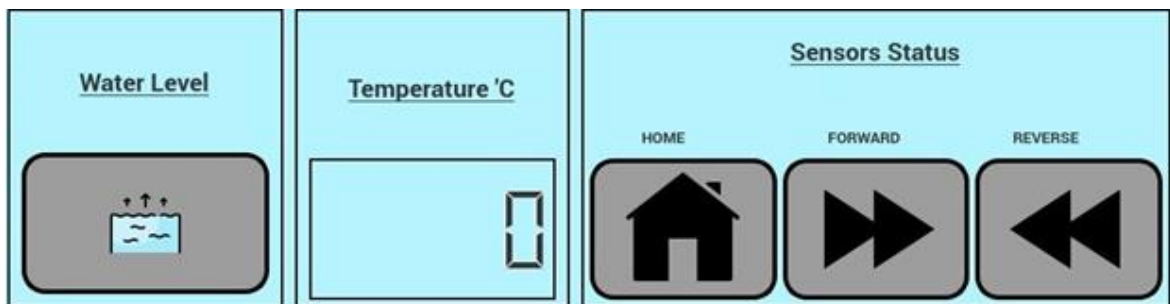 Water Level
Temperature 'C
0
Sensors Status
HOME
FORWARD
REVERSE